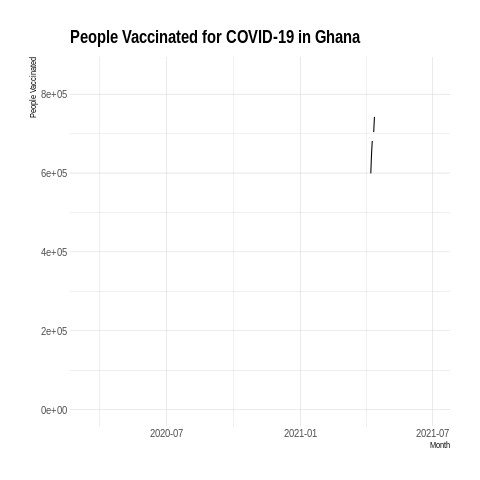 People Vaccinated for COVID-19 in Ghana
People Vaccinated
8e+05
6e+05
4e+05
2e+05
0e+00
2020-07
2021-01
2021-07
Month